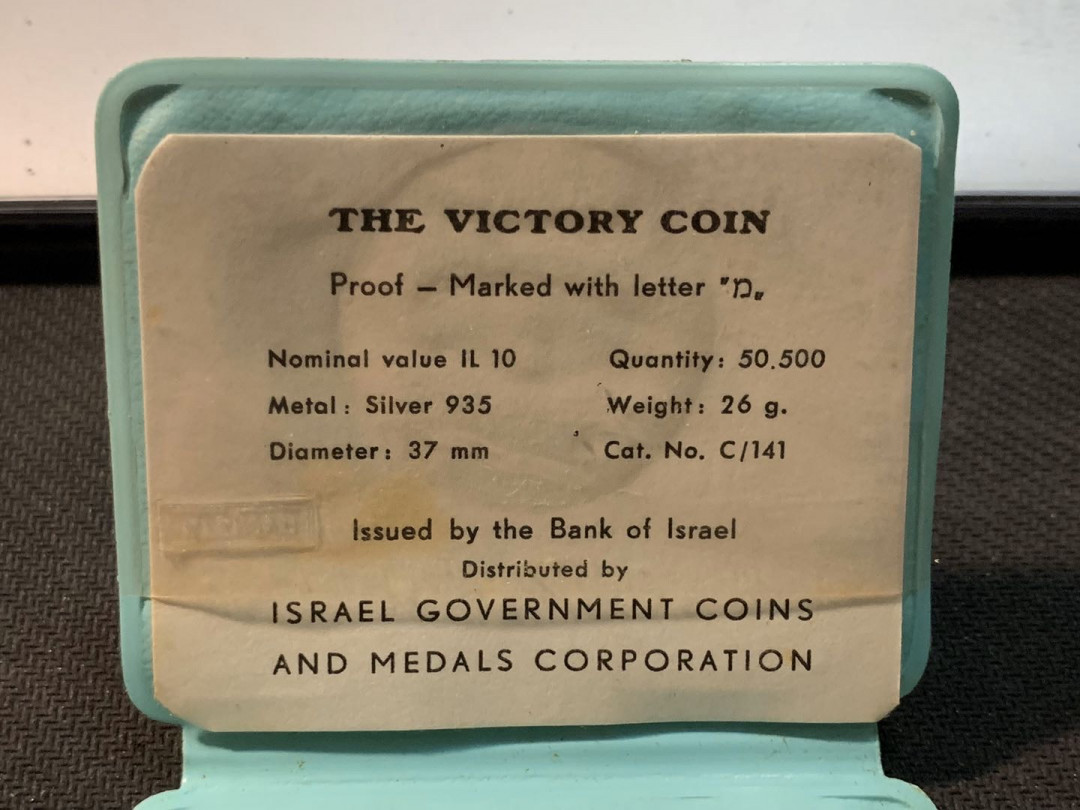 THE VICTORY COIN
Proof – Marked with letter "מ„
Nominal value IL 10 Quantity: 50.500
Metal: Silver 935 Weight: 26 g.
Diameter: 37 mm Cat. No. C/141
Issued by the Bank of Israel
Distributed by
ISRAEL GOVERNMENT COINS
AND MEDALS CORPORATION